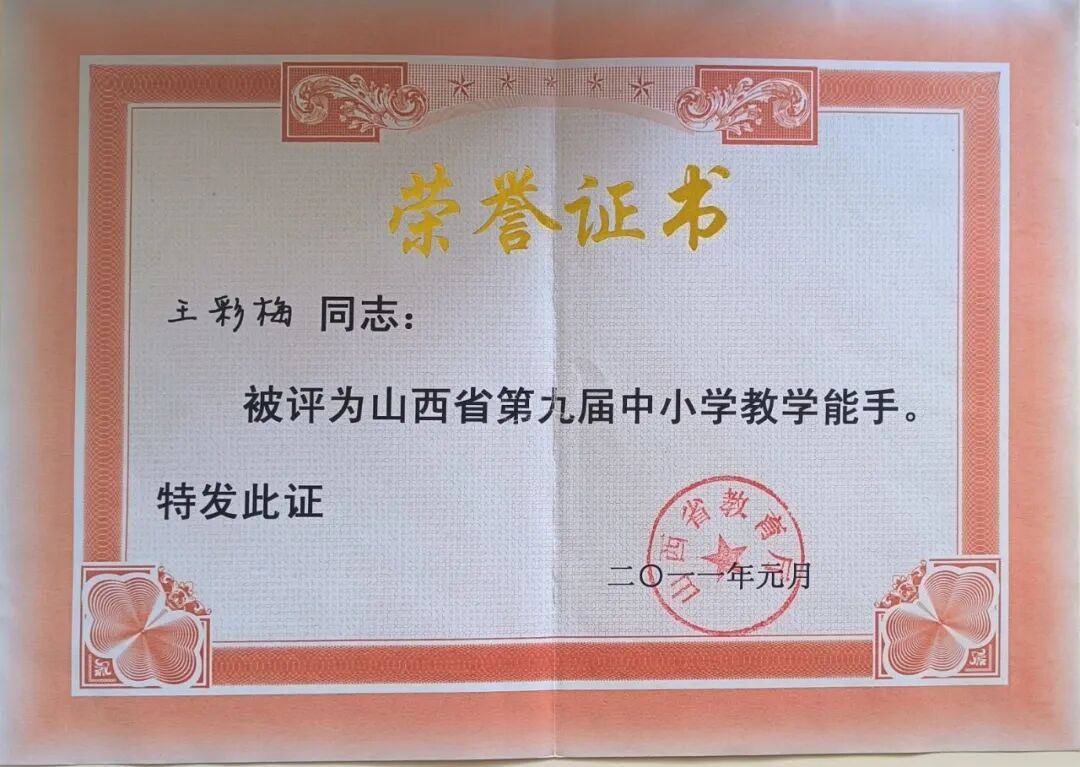 荣誉证书
王彩梅 同志：
被评为山西省第九届中小学教学能手。
特发此证
山西省教育厅
二〇一一年元月